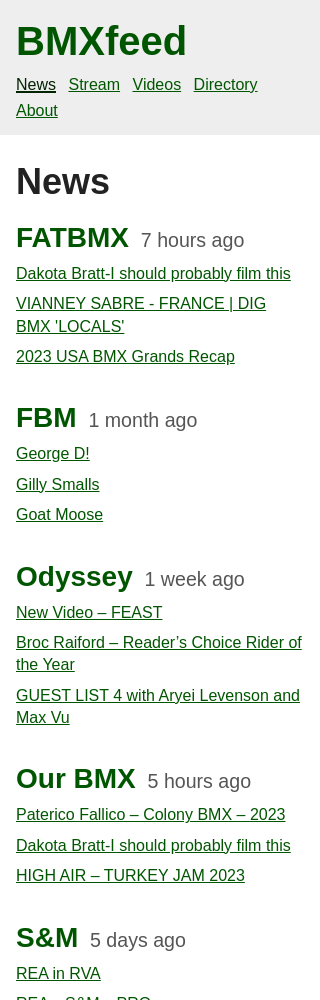 BMXfeed
News Stream Videos Directory
About
News
FATBMX 7 hours ago
Dakota Bratt-I should probably film this
VIANNEY SABRE - FRANCE | DIG
BMX 'LOCALS'
2023 USA BMX Grands Recap
FBM 1 month ago
George D!
Gilly Smalls
Goat Moose
Odyssey 1 week ago
New Video – FEAST
Broc Raiford – Reader’s Choice Rider of
the Year
GUEST LIST 4 with Aryei Levenson and
Max Vu
Our BMX 5 hours ago
Paterico Fallico – Colony BMX – 2023
Dakota Bratt-I should probably film this
HIGH AIR – TURKEY JAM 2023
S&M 5 days ago
REA in RVA